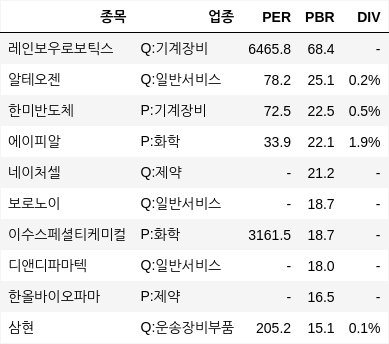 종목 업종 PER PBR DIV
레인보우로보틱스 Q:기계장비 6465.8 68.4 -
알테오젠 Q:일반서비스 78.2 25.1 0.2%
한미반도체 P:기계장비 72.5 22.5 0.5%
에이피알 P:화학 33.9 22.1 1.9%
네이처셀 Q:제약 - 21.2 -
보로노이 Q:일반서비스 - 18.7 -
이수스페셜티케미컬 P:화학 3161.5 18.7 -
디앤디파마텍 Q:일반서비스 - 18.0 -
한올바이오파마 P:제약 - 16.5 -
삼현 Q:운송장비부품 205.2 15.1 0.1%